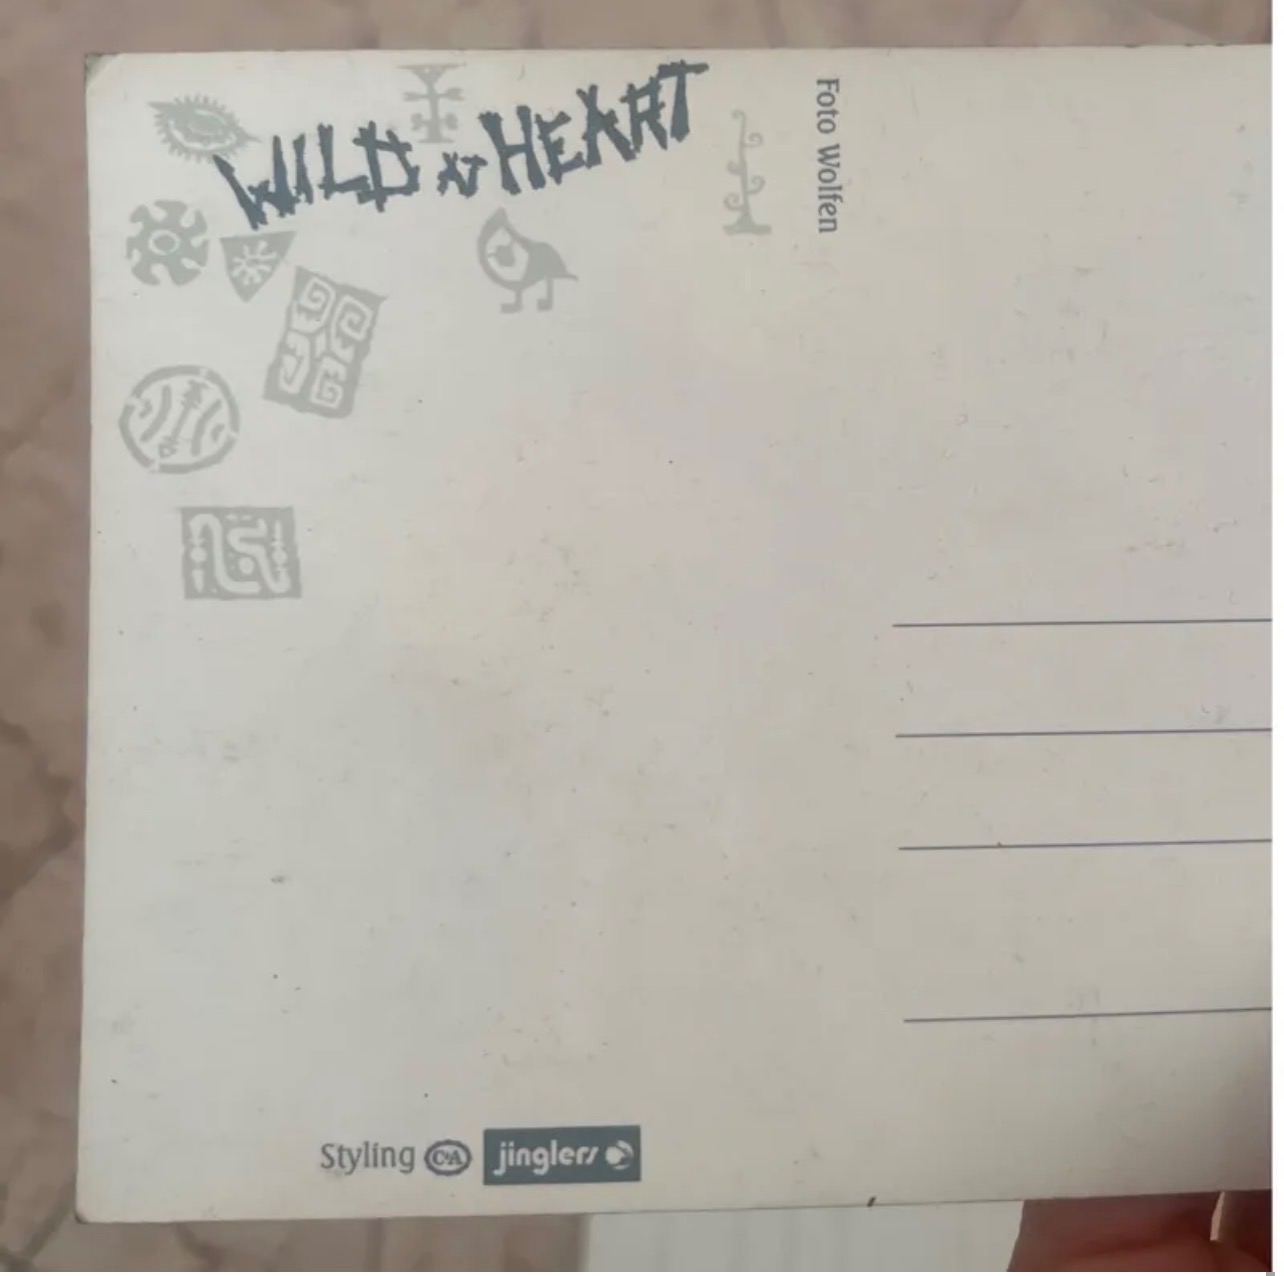 WILD AT HEART
Foto Wolfen
Styling C&A jinglers